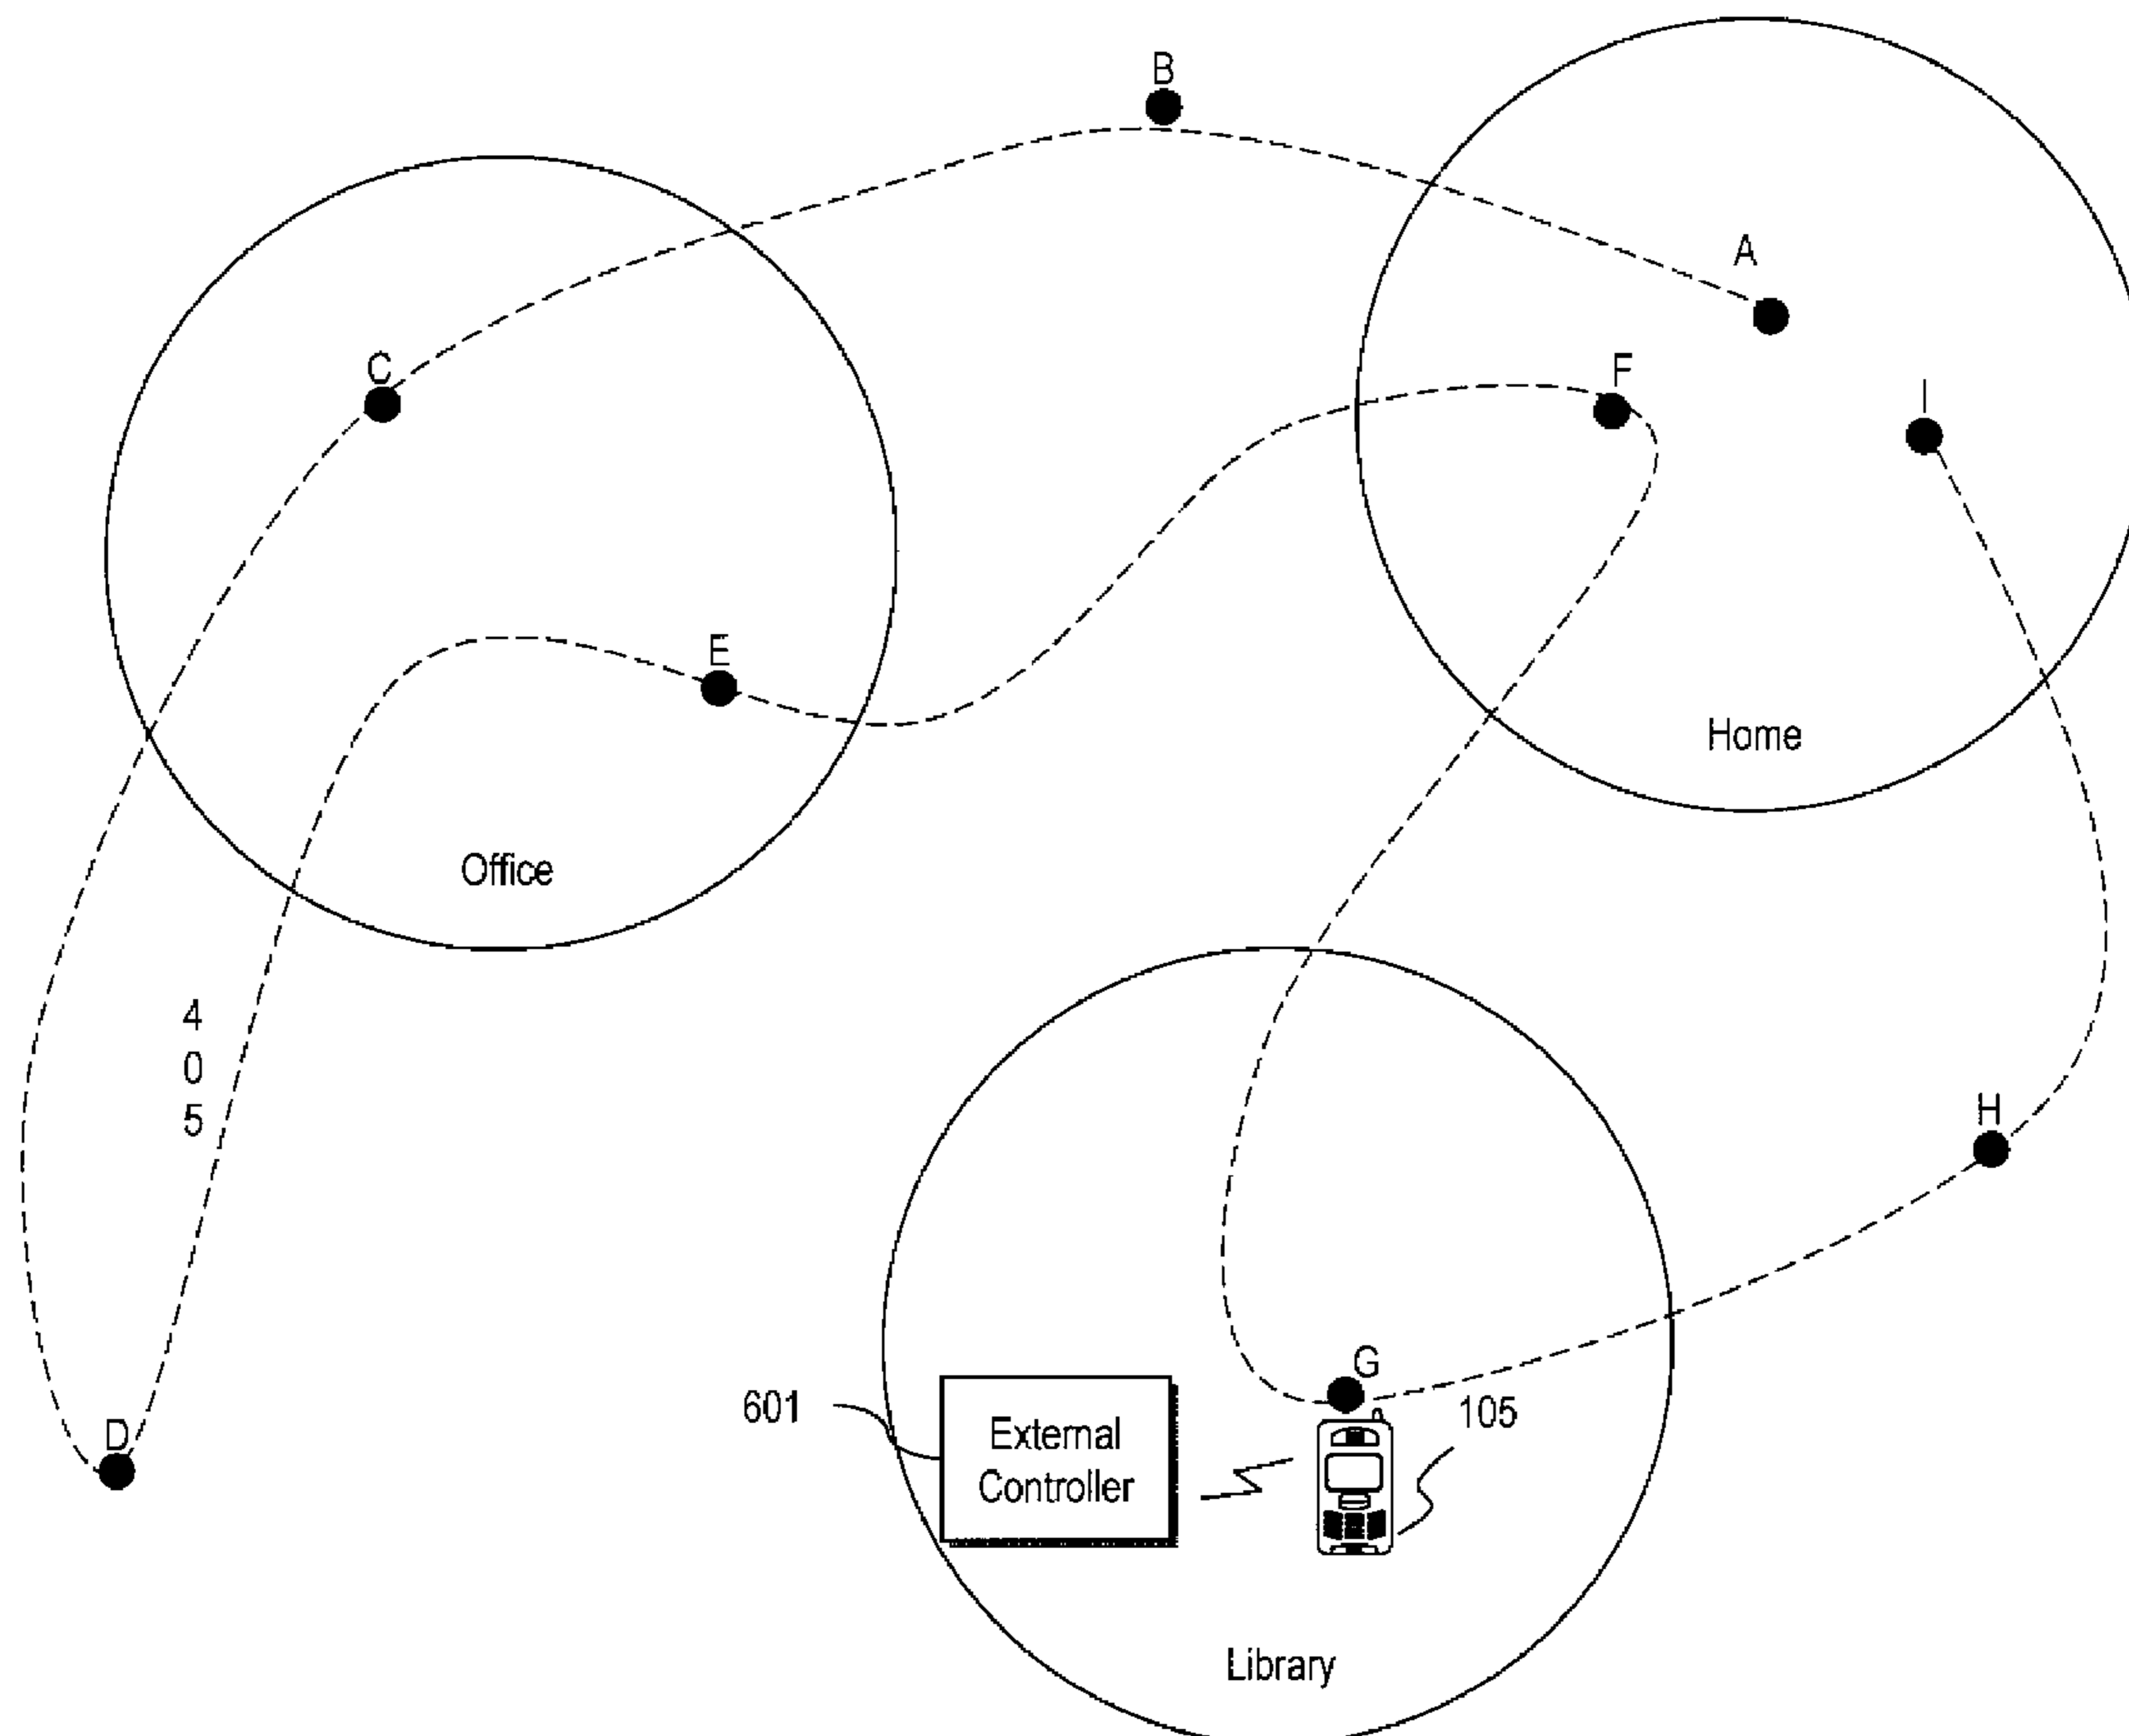 B
A
C
F
I
E
Home
Office
4
0
5
H
G
601
105
External
Controller
D
Library